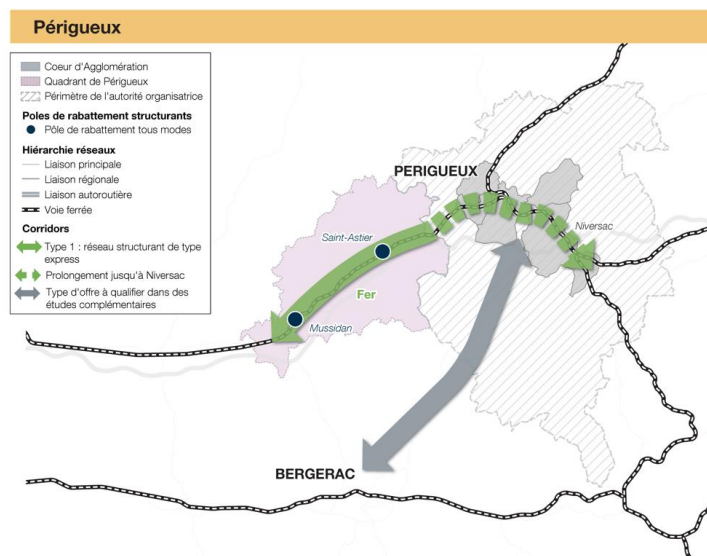 Périgueux
Coeur d'Agglomération
Quadrant de Périgueux
Périmètre de l'autorité organisatrice
Poles de rabattement structurants
Pôle de rabattement tous modes
Hiérarchie réseaux
Liaison principale
Liaison régionale
Liaison autoroutière
Voie ferrée
Corridors
Type 1 : réseau structurant de type
express
Prolongement jusqu'à Niversac
Type d'offre à qualifier dans des
études complémentaires
PERIGUEUX
Niversac
Saint-Astier
Fer
Mussidan
BERGERAC